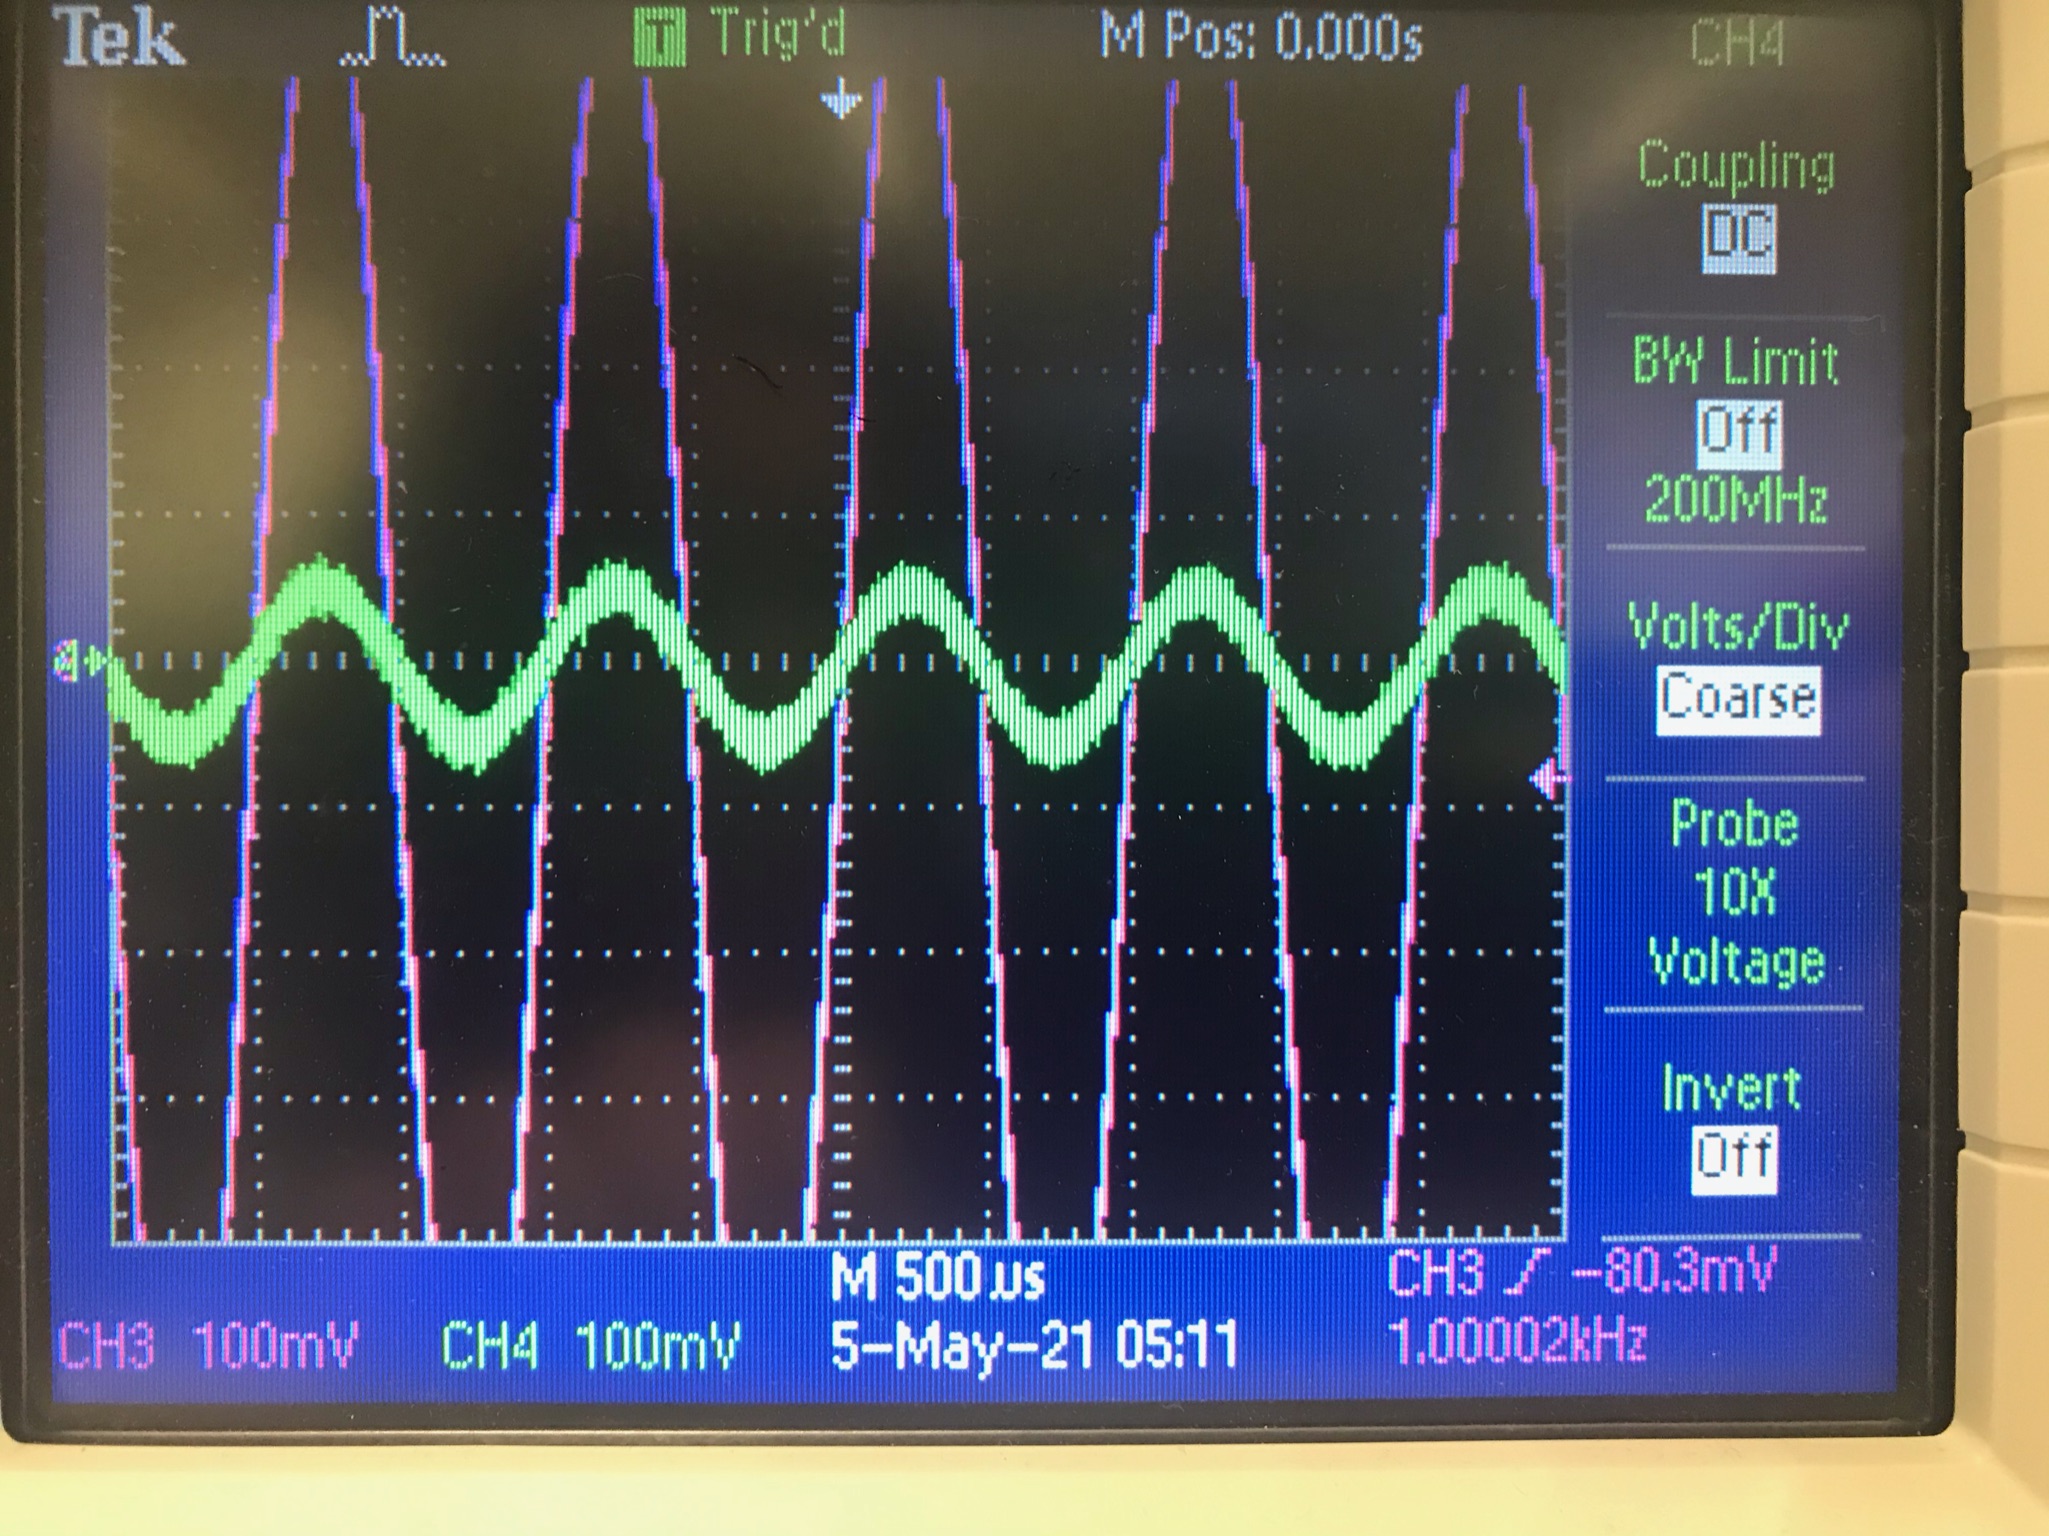 Tek Trig'd M Pos: 0.000s CH4
Coupling
DC
BW Limit
Off
200MHz
Volts/Div
Coarse
Probe
10X
Voltage
Invert
Off
M 500µs CH3 -80.3mV
CH3 100mV CH4 100mV 5-May-21 05:11 1.00002kHz